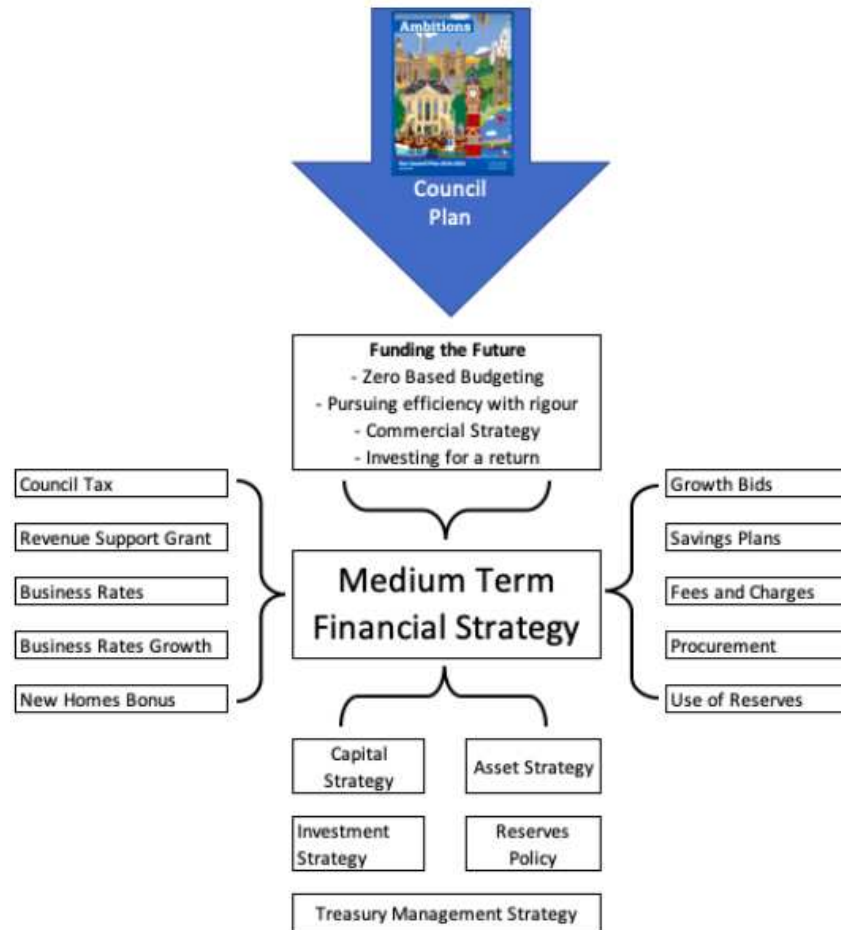 Ambitions
Council
Plan
Funding the Future
- Zero Based Budgeting
- Pursuing efficiency with rigour
- Commercial Strategy
- Investing for a return
Council Tax
Revenue Support Grant
Business Rates
Business Rates Growth
New Homes Bonus
Medium Term
Financial Strategy
Growth Bids
Savings Plans
Fees and Charges
Procurement
Use of Reserves
Capital
Strategy
Asset Strategy
Investment
Strategy
Reserves
Policy
Treasury Management Strategy